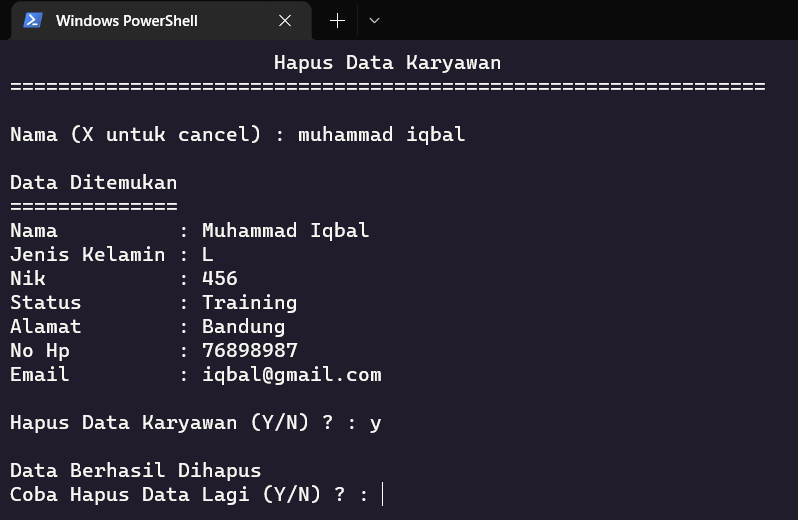 Windows PowerShell
Hapus Data Karyawan
===============================================================
Nama (X untuk cancel) : muhammad iqbal
Data Ditemukan
==============
Nama          : Muhammad Iqbal
Jenis Kelamin : L
Nik           : 456
Status        : Training
Alamat        : Bandung
No Hp         : 76898987
Email         : iqbal@gmail.com
Hapus Data Karyawan (Y/N) ? : y
Data Berhasil Dihapus
Coba Hapus Data Lagi (Y/N) ? :